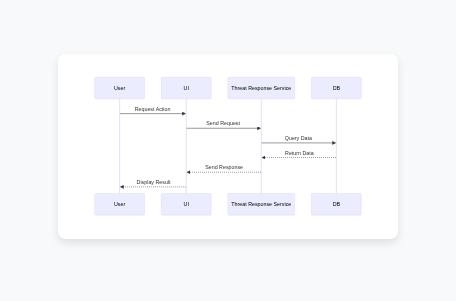 User
UI
Threat Response Service
DB
Request Action
Send Request
Query Data
Return Data
Send Response
Display Result
User
UI
Threat Response Service
DB